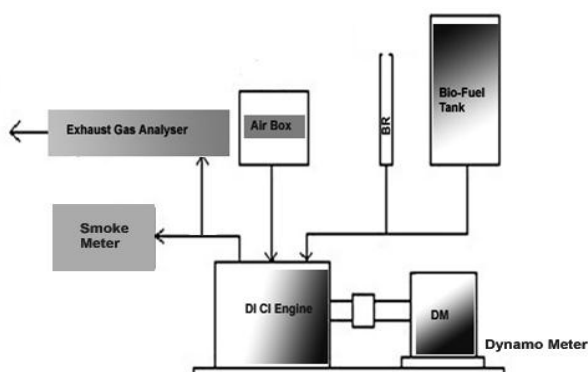 Bio-Fuel
Tank
BR
Exhaust Gas Analyser
Air Box
Smoke
Meter
DI CI Engine
DM
Dynamo Meter